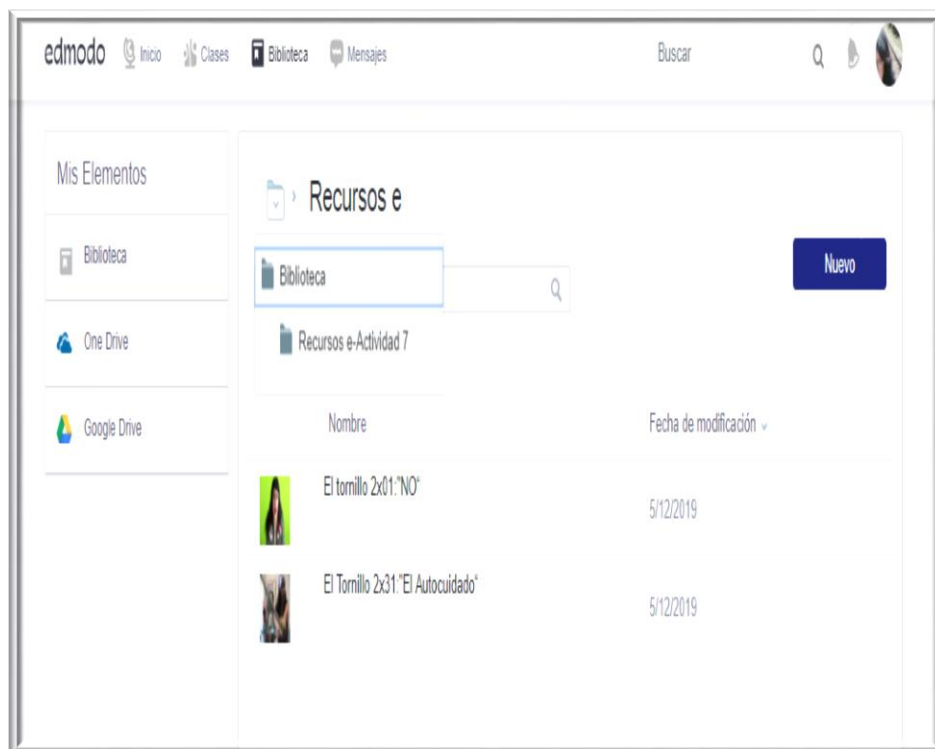 edmodo Inicio Clases Biblioteca Mensajes Buscar
Mis Elementos
Biblioteca
One Drive
Google Drive
Recursos e
Biblioteca
Nuevo
Recursos e-Actividad 7
Nombre Fecha de modificación
El tornillo 2x01:"NO"
5/12/2019
El Tornillo 2x31:"El Autocuidado"
5/12/2019